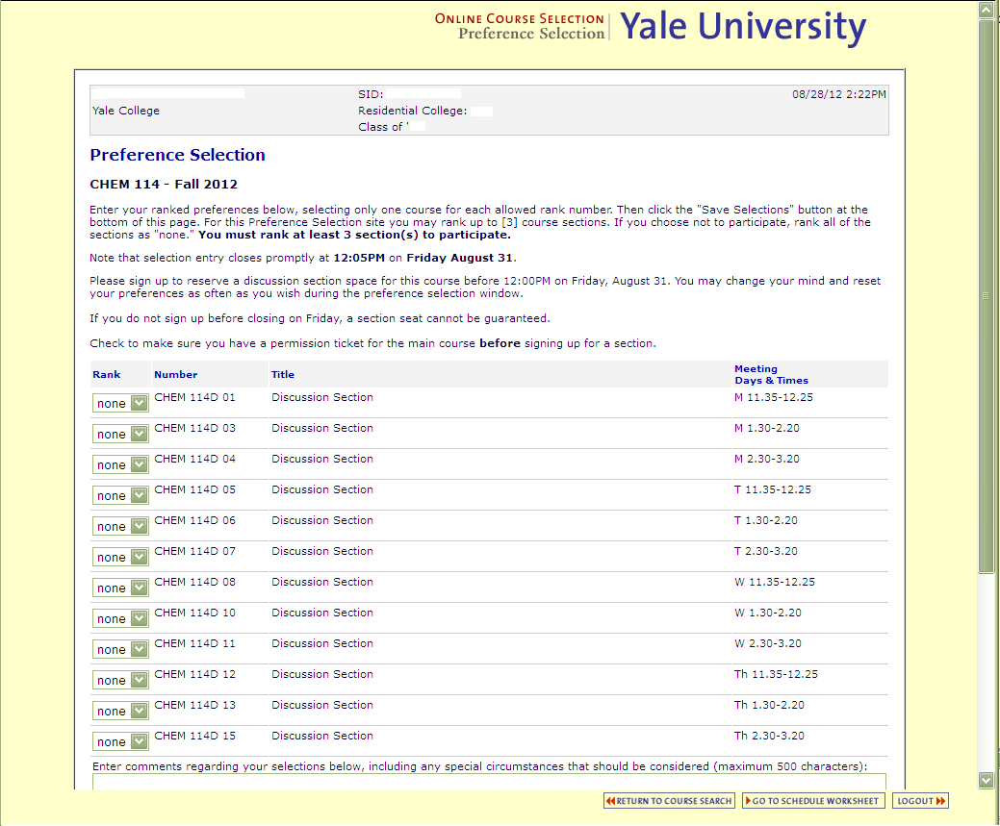 ONLINE COURSE SELECTION
Preference Selection
Yale University
SID:
08/28/12 2:22PM
Yale College
Residential College:
Class of '
Preference Selection
CHEM 114 - Fall 2012
Enter your ranked preferences below, selecting only one course for each allowed rank number. Then click the "Save Selections" button at the
bottom of this page. For this Preference Selection site you may rank up to [3] course sections. If you choose not to participate, rank all of the
sections as "none." You must rank at least 3 section(s) to participate.
Note that selection entry closes promptly at 12:05PM on Friday August 31.
Please sign up to reserve a discussion section space for this course before 12:00PM on Friday, August 31. You may change your mind and reset
your preferences as often as you wish during the preference selection window.
If you do not sign up before closing on Friday, a section seat cannot be guaranteed.
Check to make sure you have a permission ticket for the main course before signing up for a section.
Rank Number Title Meeting
Days & Times
none CHEM 114D 01 Discussion Section M 11.35-12.25
none CHEM 114D 03 Discussion Section M 1.30-2.20
none CHEM 114D 04 Discussion Section M 2.30-3.20
none CHEM 114D 05 Discussion Section T 11.35-12.25
none CHEM 114D 06 Discussion Section T 1.30-2.20
none CHEM 114D 07 Discussion Section T 2.30-3.20
none CHEM 114D 08 Discussion Section W 11.35-12.25
none CHEM 114D 10 Discussion Section W 1.30-2.20
none CHEM 114D 11 Discussion Section W 2.30-3.20
none CHEM 114D 12 Discussion Section Th 11.35-12.25
none CHEM 114D 13 Discussion Section Th 1.30-2.20
none CHEM 114D 15 Discussion Section Th 2.30-3.20
Enter comments regarding your selections below, including any special circumstances that should be considered (maximum 500 characters):
RETURN TO COURSE SEARCH GO TO SCHEDULE WORKSHEET LOGOUT